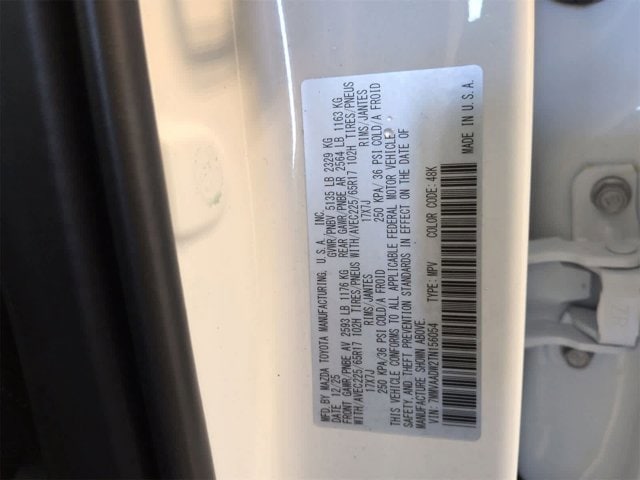 MFD.BY MAZDA TOYOTA MANUFACTURING, U.S.A. INC.
DATE 12/25 GVWR/PNBV 5135 LB 2329 KG
FRONT GAWR/PNBE AV 2593 LB 1176 KG REAR GAWR/PNBE AR 2564 LB 1163 KG
WITH/AVEC225/65R17 102H TIRES/PNEUS WITH/AVEC225/65R17 102H TIRES/PNEUS
17X7J RIMS/JANTES 17X7J RIMS/JANTES
250 KPA/36 PSI COLD/A FROID 250 KPA/ 36 PSI COLD/A FROID
THIS VEHICLE CONFORMS TO ALL APPLICABLE FEDERAL MOTOR VEHICLE
SAFETY, AND THEFT PREVENTION STANDARDS IN EFFECT ON THE DATE OF
MANUFACTURE SHOWN ABOVE.
TYPE: MPV COLOR CODE: 48K
MADE IN U.S.A.